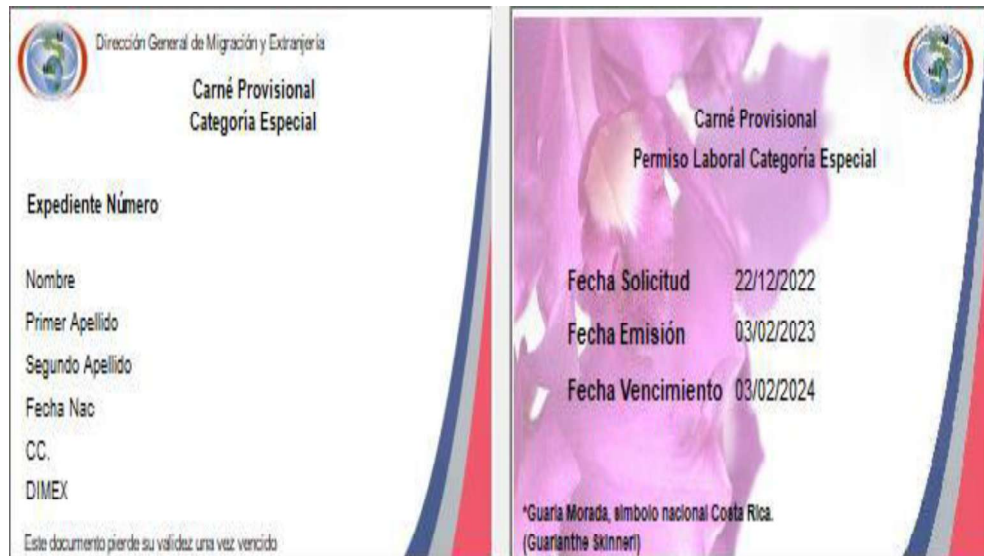 Dirección General de Migración y Extranjería
Carné Provisional
Categoría Especial
Expediente Número
Nombre
Primer Apellido
Segundo Apellido
Fecha Nac
CC.
DIMEX
Este documento pierde su validez una vez vencido
Carné Provisional
Permiso Laboral Categoría Especial
Fecha Solicitud 22/12/2022
Fecha Emisión 03/02/2023
Fecha Vencimiento 03/02/2024
*Guaria Morada, símbolo nacional Costa Rica.
(Guarianthe Skinneri)